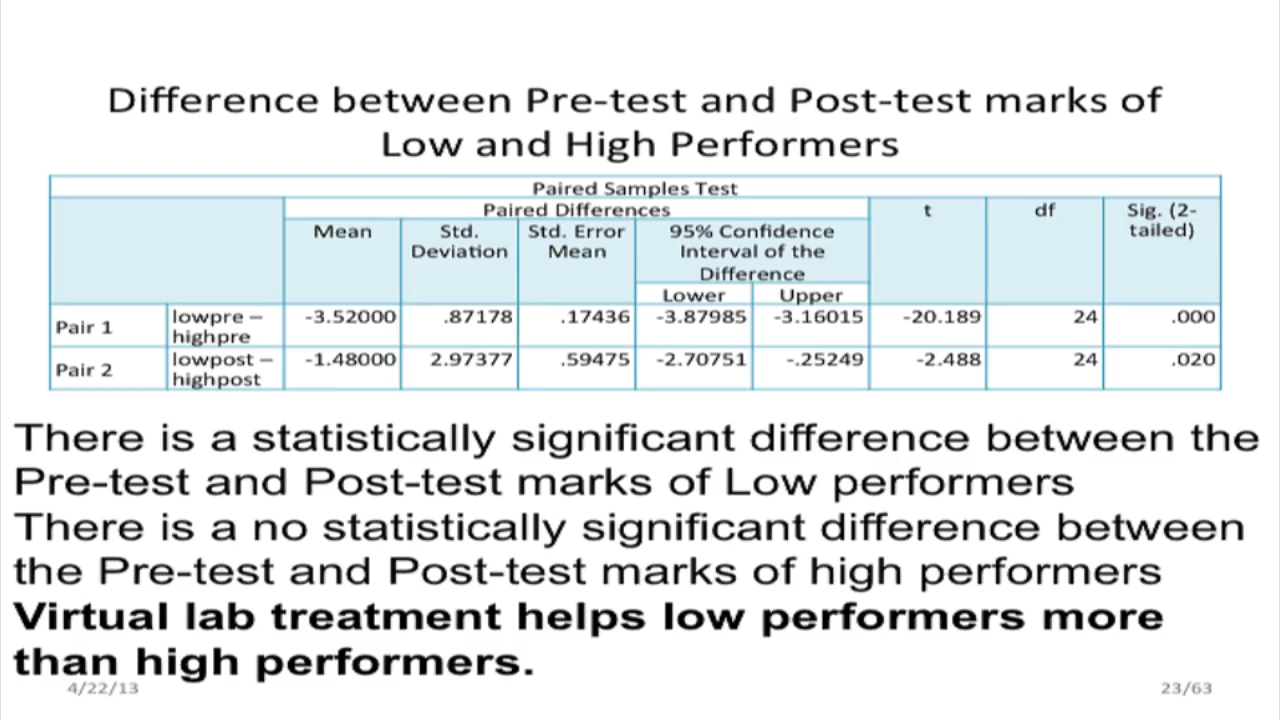 Difference between Pre-test and Post-test marks of
Low and High Performers
Paired Samples Test
Paired Differences t df Sig. (2-
tailed)
Mean Std.
Deviation Std. Error
Mean 95% Confidence
Interval of the
Difference
Lower Upper
Pair 1 lowpre –
highpre -3.52000 .87178 .17436 -3.87985 -3.16015 -20.189 24 .000
Pair 2 lowpost –
highpost -1.48000 2.97377 .59475 -2.70751 -.25249 -2.488 24 .020
There is a statistically significant difference between the
Pre-test and Post-test marks of Low performers
There is a no statistically significant difference between
the Pre-test and Post-test marks of high performers
Virtual lab treatment helps low performers more
than high performers.
4/22/13 23/63